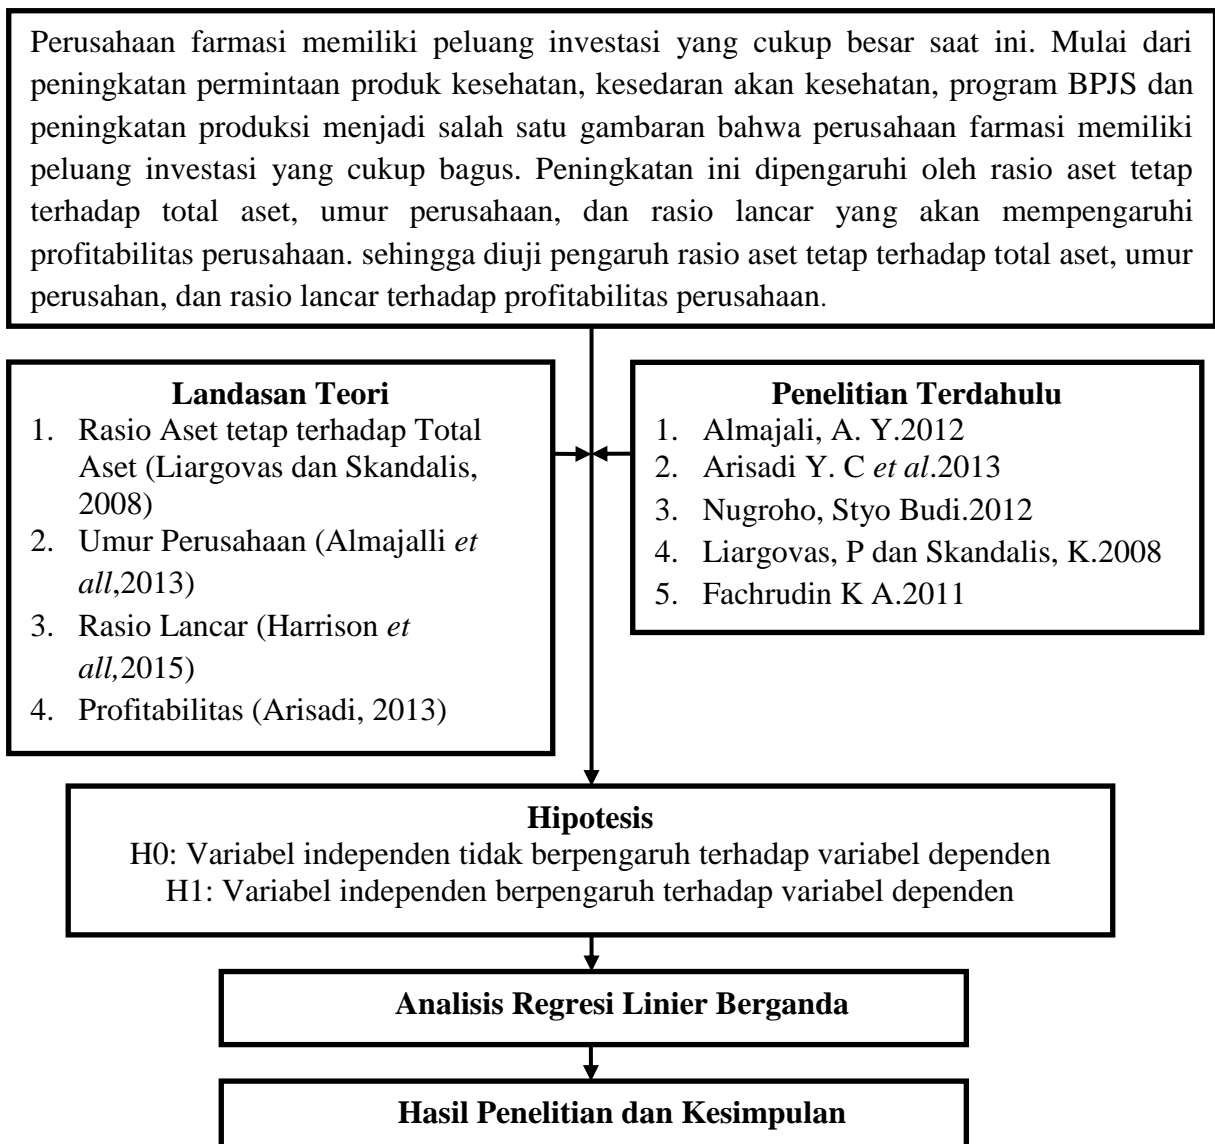 Perusahaan farmasi memiliki peluang investasi yang cukup besar saat ini. Mulai dari
peningkatan permintaan produk kesehatan, kesedaran akan kesehatan, program BPJS dan
peningkatan produksi menjadi salah satu gambaran bahwa perusahaan farmasi memiliki
peluang investasi yang cukup bagus. Peningkatan ini dipengaruhi oleh rasio aset tetap
terhadap total aset, umur perusahaan, dan rasio lancar yang akan mempengaruhi
profitabilitas perusahaan. sehingga diuji pengaruh rasio aset tetap terhadap total aset, umur
perusahan, dan rasio lancar terhadap profitabilitas perusahaan.
Landasan Teori
1. Rasio Aset tetap terhadap Total
Aset (Liargovas dan Skandalis,
2008)
2. Umur Perusahaan (Almajalli et
all,2013)
3. Rasio Lancar (Harrison et
all,2015)
4. Profitabilitas (Arisadi, 2013)
Penelitian Terdahulu
1. Almajali, A. Y.2012
2. Arisadi Y. C et al.2013
3. Nugroho, Styo Budi.2012
4. Liargovas, P dan Skandalis, K.2008
5. Fachrudin K A.2011
Hipotesis
H0: Variabel independen tidak berpengaruh terhadap variabel dependen
H1: Variabel independen berpengaruh terhadap variabel dependen
Analisis Regresi Linier Berganda
Hasil Penelitian dan Kesimpulan